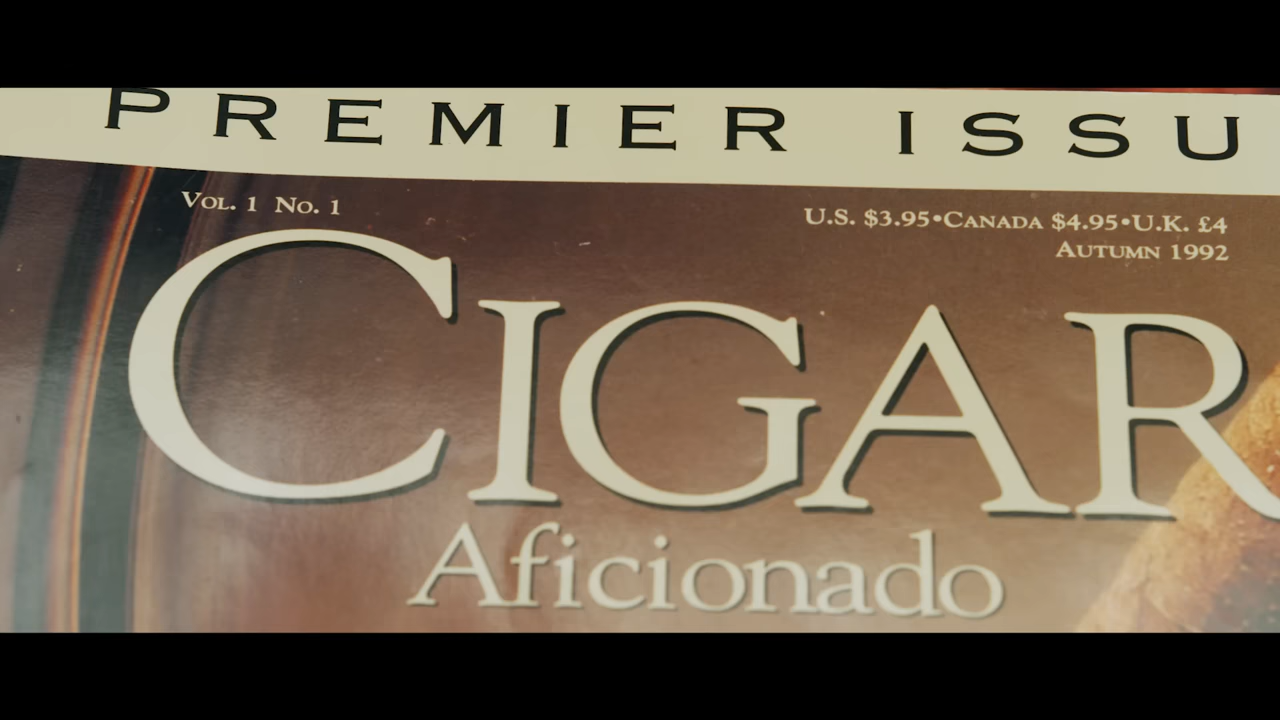 PREMIER ISSU
VOL. 1 NO. 1
U.S. $3.95•CANADA $4.95•U.K. £4
AUTUMN 1992
CIGAR
Aficionado